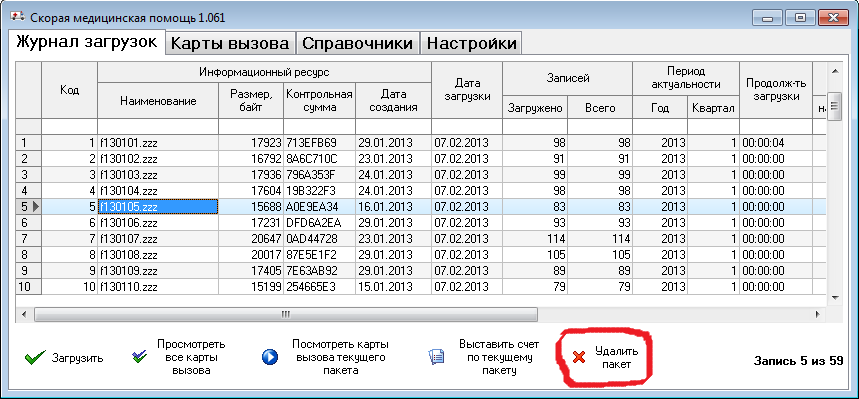 Скорая медицинская помощь 1.061
Журнал загрузок Карты вызова Справочники Настройки
Код Информационный ресурс Дата загрузки Записей Период актуальности Продолж-ть загрузки
Наименование Размер, байт Контрольная сумма Дата создания Загружено Всего Год Квартал на
1 1 f130101.zzz 17923 713EFB69 29.01.2013 07.02.2013 98 98 2013 1 00:00:04
2 2 f130102.zzz 16792 8A6C710C 23.01.2013 07.02.2013 91 91 2013 1 00:00:00
3 3 f130103.zzz 17936 796A353F 24.01.2013 07.02.2013 99 99 2013 1 00:00:00
4 4 f130104.zzz 17604 19B322F3 24.01.2013 07.02.2013 98 98 2013 1 00:00:00
5 5 f130105.zzz 15688 A0E9EA34 16.01.2013 07.02.2013 83 83 2013 1 00:00:00
6 6 f130106.zzz 17231 DFD6A2EA 29.01.2013 07.02.2013 93 93 2013 1 00:00:00
7 7 f130107.zzz 20647 0AD44728 23.01.2013 07.02.2013 114 114 2013 1 00:00:00
8 8 f130108.zzz 20017 87E5E1F2 29.01.2013 07.02.2013 105 105 2013 1 00:00:00
9 9 f130109.zzz 17405 7E63AB92 29.01.2013 07.02.2013 89 89 2013 1 00:00:00
10 10 f130110.zzz 15199 254665E3 15.01.2013 07.02.2013 79 79 2013 1 00:00:00
Загрузить
Просмотреть
все карты
вызова
Посмотреть карты
вызова текущего
пакета
Выставить счет
по текущему
пакету
Удалить
пакет
Запись 5 из 59